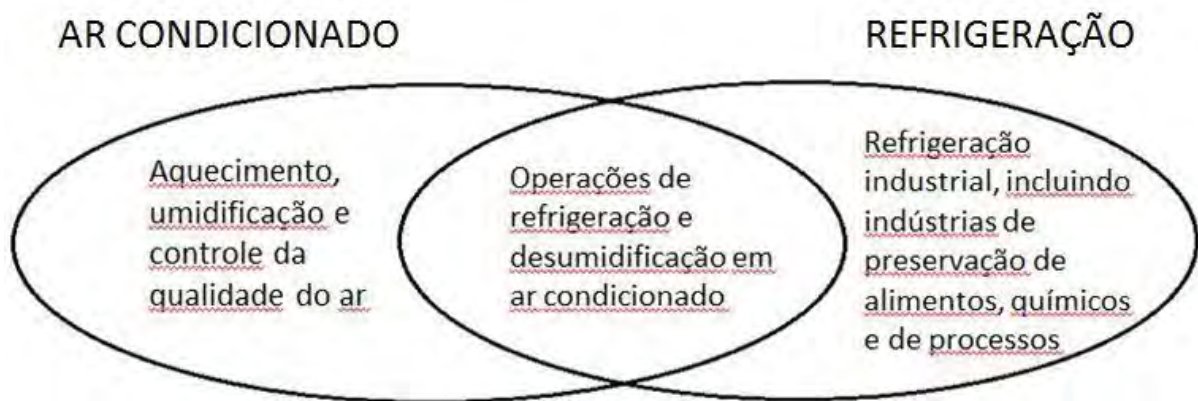 AR CONDICIONADO
REFRIGERAÇÃO
Aquecimento,
umidificação e
controle da
qualidade do ar
Operações de
refrigeração e
desumidificação em
ar condicionado
Refrigeração
industrial, incluindo
indústrias de
preservação de
alimentos, químicos
e de processos